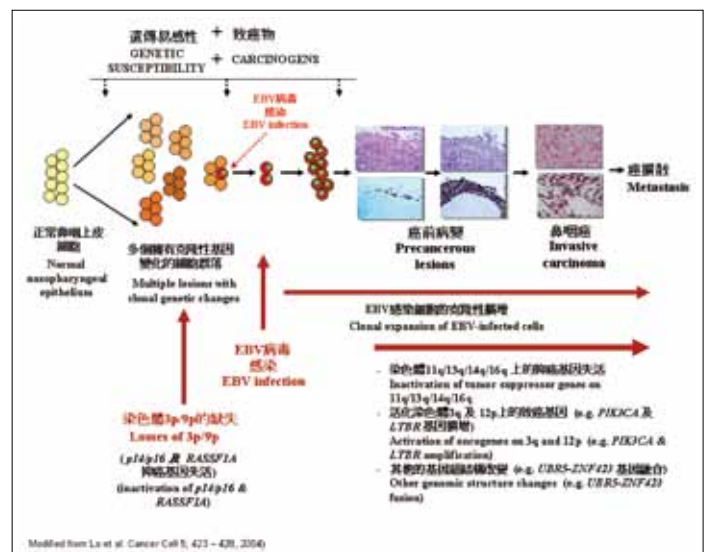 遺傳易感性 + 致癌物
GENETIC SUSCEPTIBILITY + CARCINOGENS
EBV病毒
感染
EBV infection
正常鼻咽上皮
細胞
Normal
nasopharyngeal
epithelium
多個擁有克隆性基因
變化的細胞群落
Multiple lesions with
clonal genetic changes
癌前病變
Precancerous
lesions
鼻咽癌
Invasive
carcinoma
癌擴散
Metastasis
EBV感染細胞的克隆性擴增
Clonal expansion of EBV-infected cells
EBV病毒
感染
EBV infection
染色體3p/9p的缺失
Losses of 3p/9p
(p14/p16 及 RASSF1A
抑癌基因失活)
(inactivation of p14/p16 &
RASSF1A)
- 染色體11q/13q/14q/16q 上的抑癌基因失活
Inactivation of tumor suppressor genes on
11q/13q/14q/16q
- 活化染色體3q 及 12p上的致癌基因 (e.g. PIK3CA 及
LTBR 基因擴增)
Activation of oncogenes on 3q and 12p (e.g. PIK3CA &
LTBR amplification)
- 其他的基因組結構改變 (e.g. UBR5-ZNF423 基因融合)
Other genomic structure changes (e.g. UBR5-ZNF423
fusion)
Modified from Lo et al. Cancer Cell 5, 423 – 428, 2004)